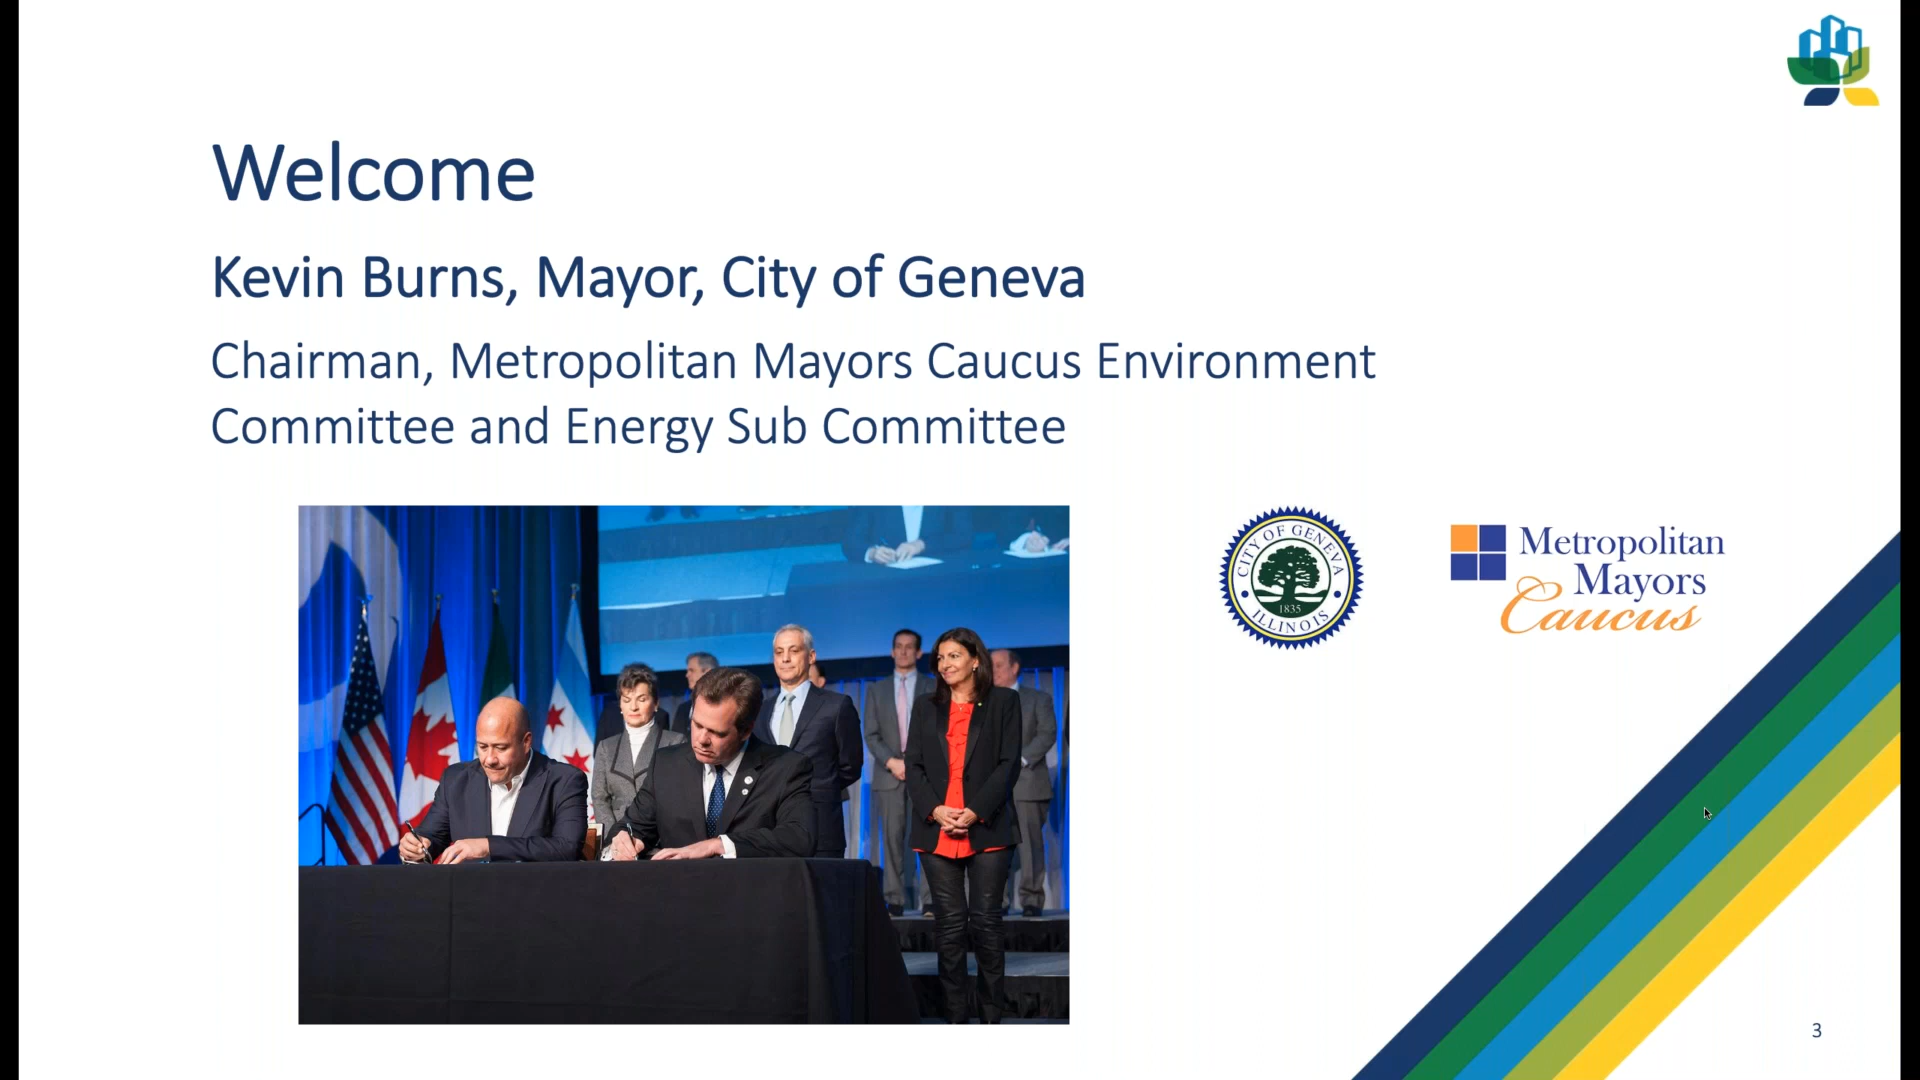 Welcome
Kevin Burns, Mayor, City of Geneva
Chairman, Metropolitan Mayors Caucus Environment
Committee and Energy Sub Committee
CITY OF GENEVA
1835
ILLINOIS
Metropolitan
Mayors
Caucus
3